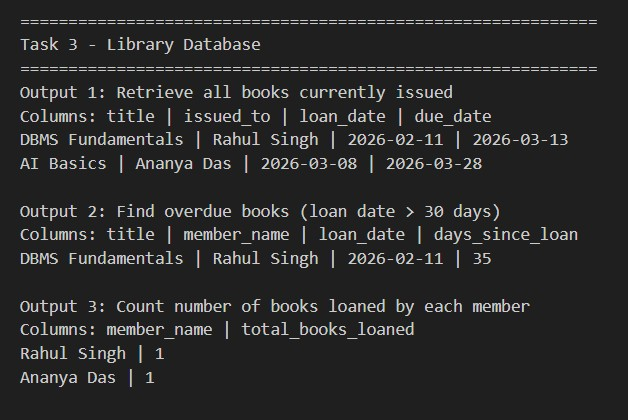 ============================================================
Task 3 - Library Database
============================================================
Output 1: Retrieve all books currently issued
Columns: title | issued_to | loan_date | due_date
DBMS Fundamentals | Rahul Singh | 2026-02-11 | 2026-03-13
AI Basics | Ananya Das | 2026-03-08 | 2026-03-28

Output 2: Find overdue books (loan date > 30 days)
Columns: title | member_name | loan_date | days_since_loan
DBMS Fundamentals | Rahul Singh | 2026-02-11 | 35

Output 3: Count number of books loaned by each member
Columns: member_name | total_books_loaned
Rahul Singh | 1
Ananya Das | 1